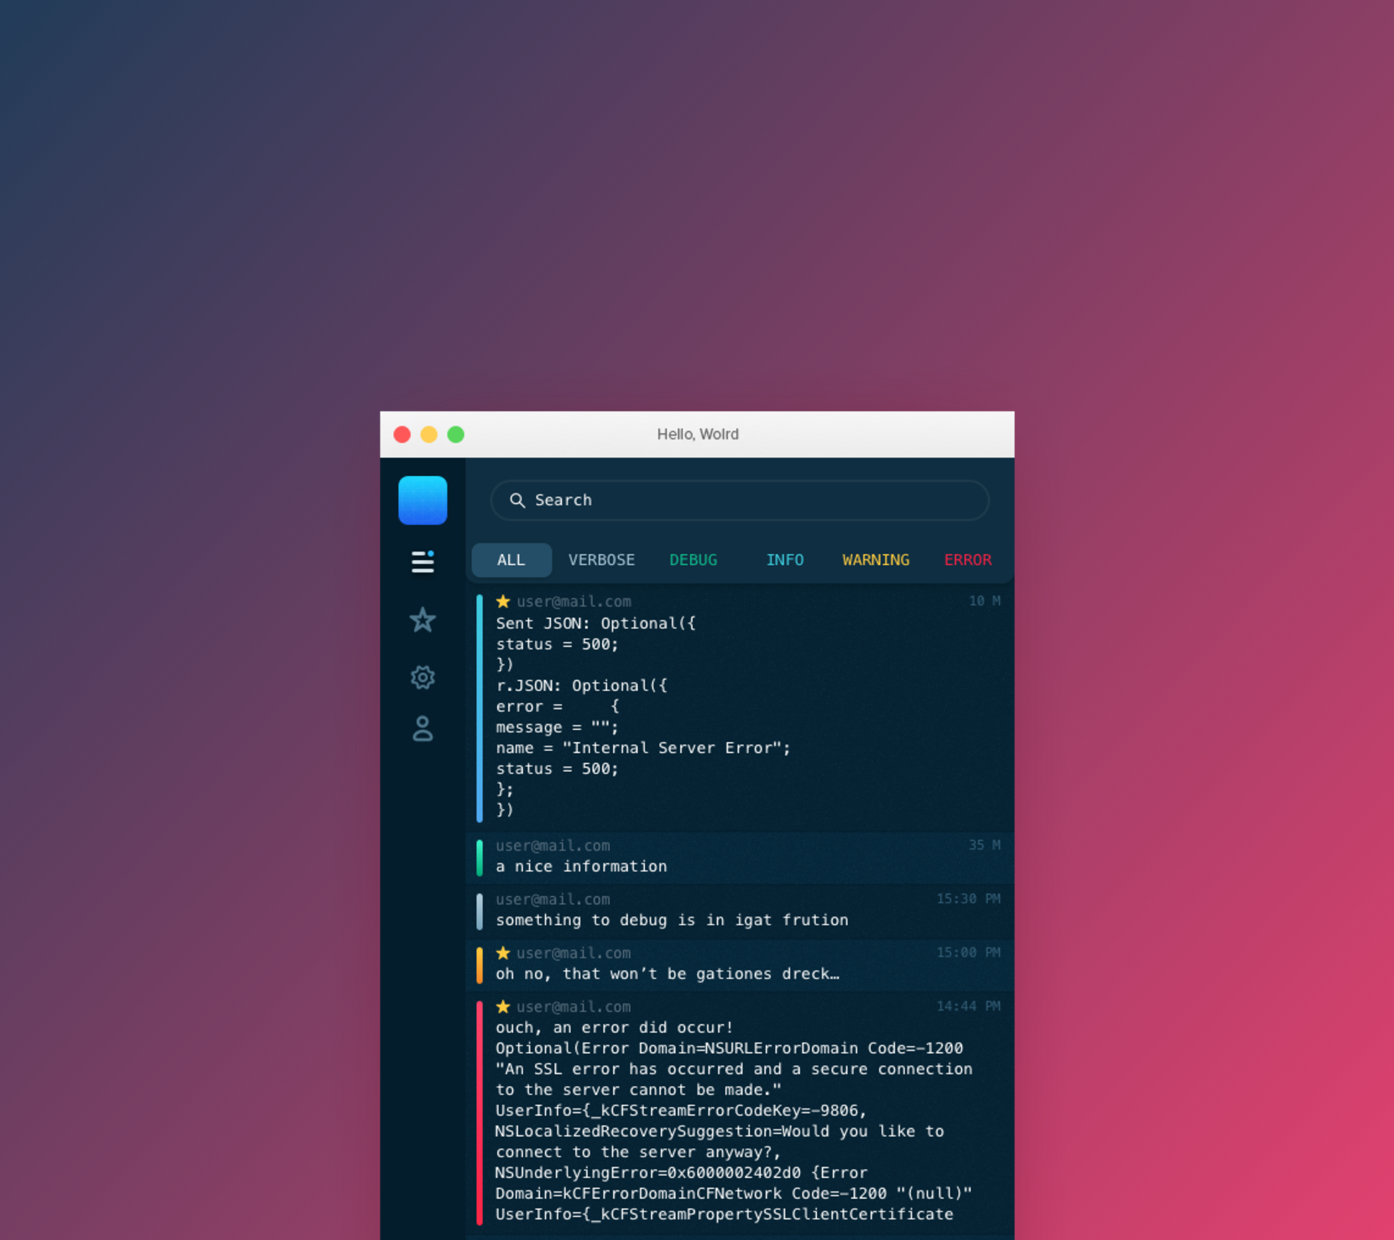 Hello, Wolrd
Search
ALL VERBOSE DEBUG INFO WARNING ERROR
user@mail.com 10 M
Sent JSON: Optional({
status = 500;
})
r.JSON: Optional({
error =     {
message = "";
name = "Internal Server Error";
status = 500;
};
})
user@mail.com 35 M
a nice information
user@mail.com 15:30 PM
something to debug is in igat frution
user@mail.com 15:00 PM
oh no, that won’t be gationes dreck…
user@mail.com 14:44 PM
ouch, an error did occur!
Optional(Error Domain=NSURLErrorDomain Code=−1200
"An SSL error has occurred and a secure connection
to the server cannot be made."
UserInfo={_kCFStreamErrorCodeKey=−9806,
NSLocalizedRecoverySuggestion=Would you like to
connect to the server anyway?,
NSUnderlyingError=0x6000002402d0 {Error
Domain=kCFErrorDomainCFNetwork Code=−1200 "(null)"
UserInfo={_kCFStreamPropertySSLClientCertificate